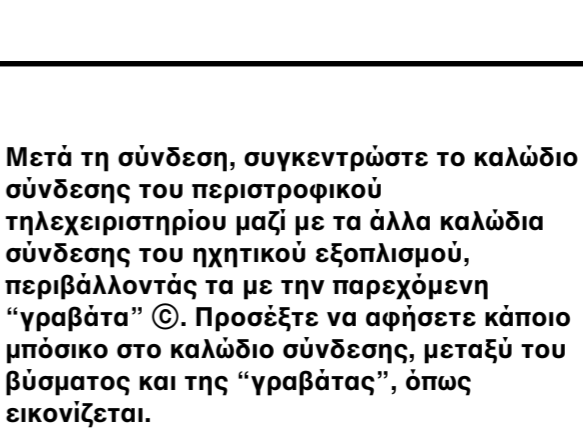 Μετά τη σύνδεση, συγκεντρώστε το καλώδιο
σύνδεσης του περιστροφικού
τηλεχειριστηρίου μαζί με τα άλλα καλώδια
σύνδεσης του ηχητικού εξοπλισμού,
περιβάλλοντάς τα με την παρεχόμενη
“γραβάτα” Ⓒ. Προσέξτε να αφήσετε κάποιο
μπόσικο στο καλώδιο σύνδεσης, μεταξύ του
βύσματος και της “γραβάτας”, όπως
εικονίζεται.